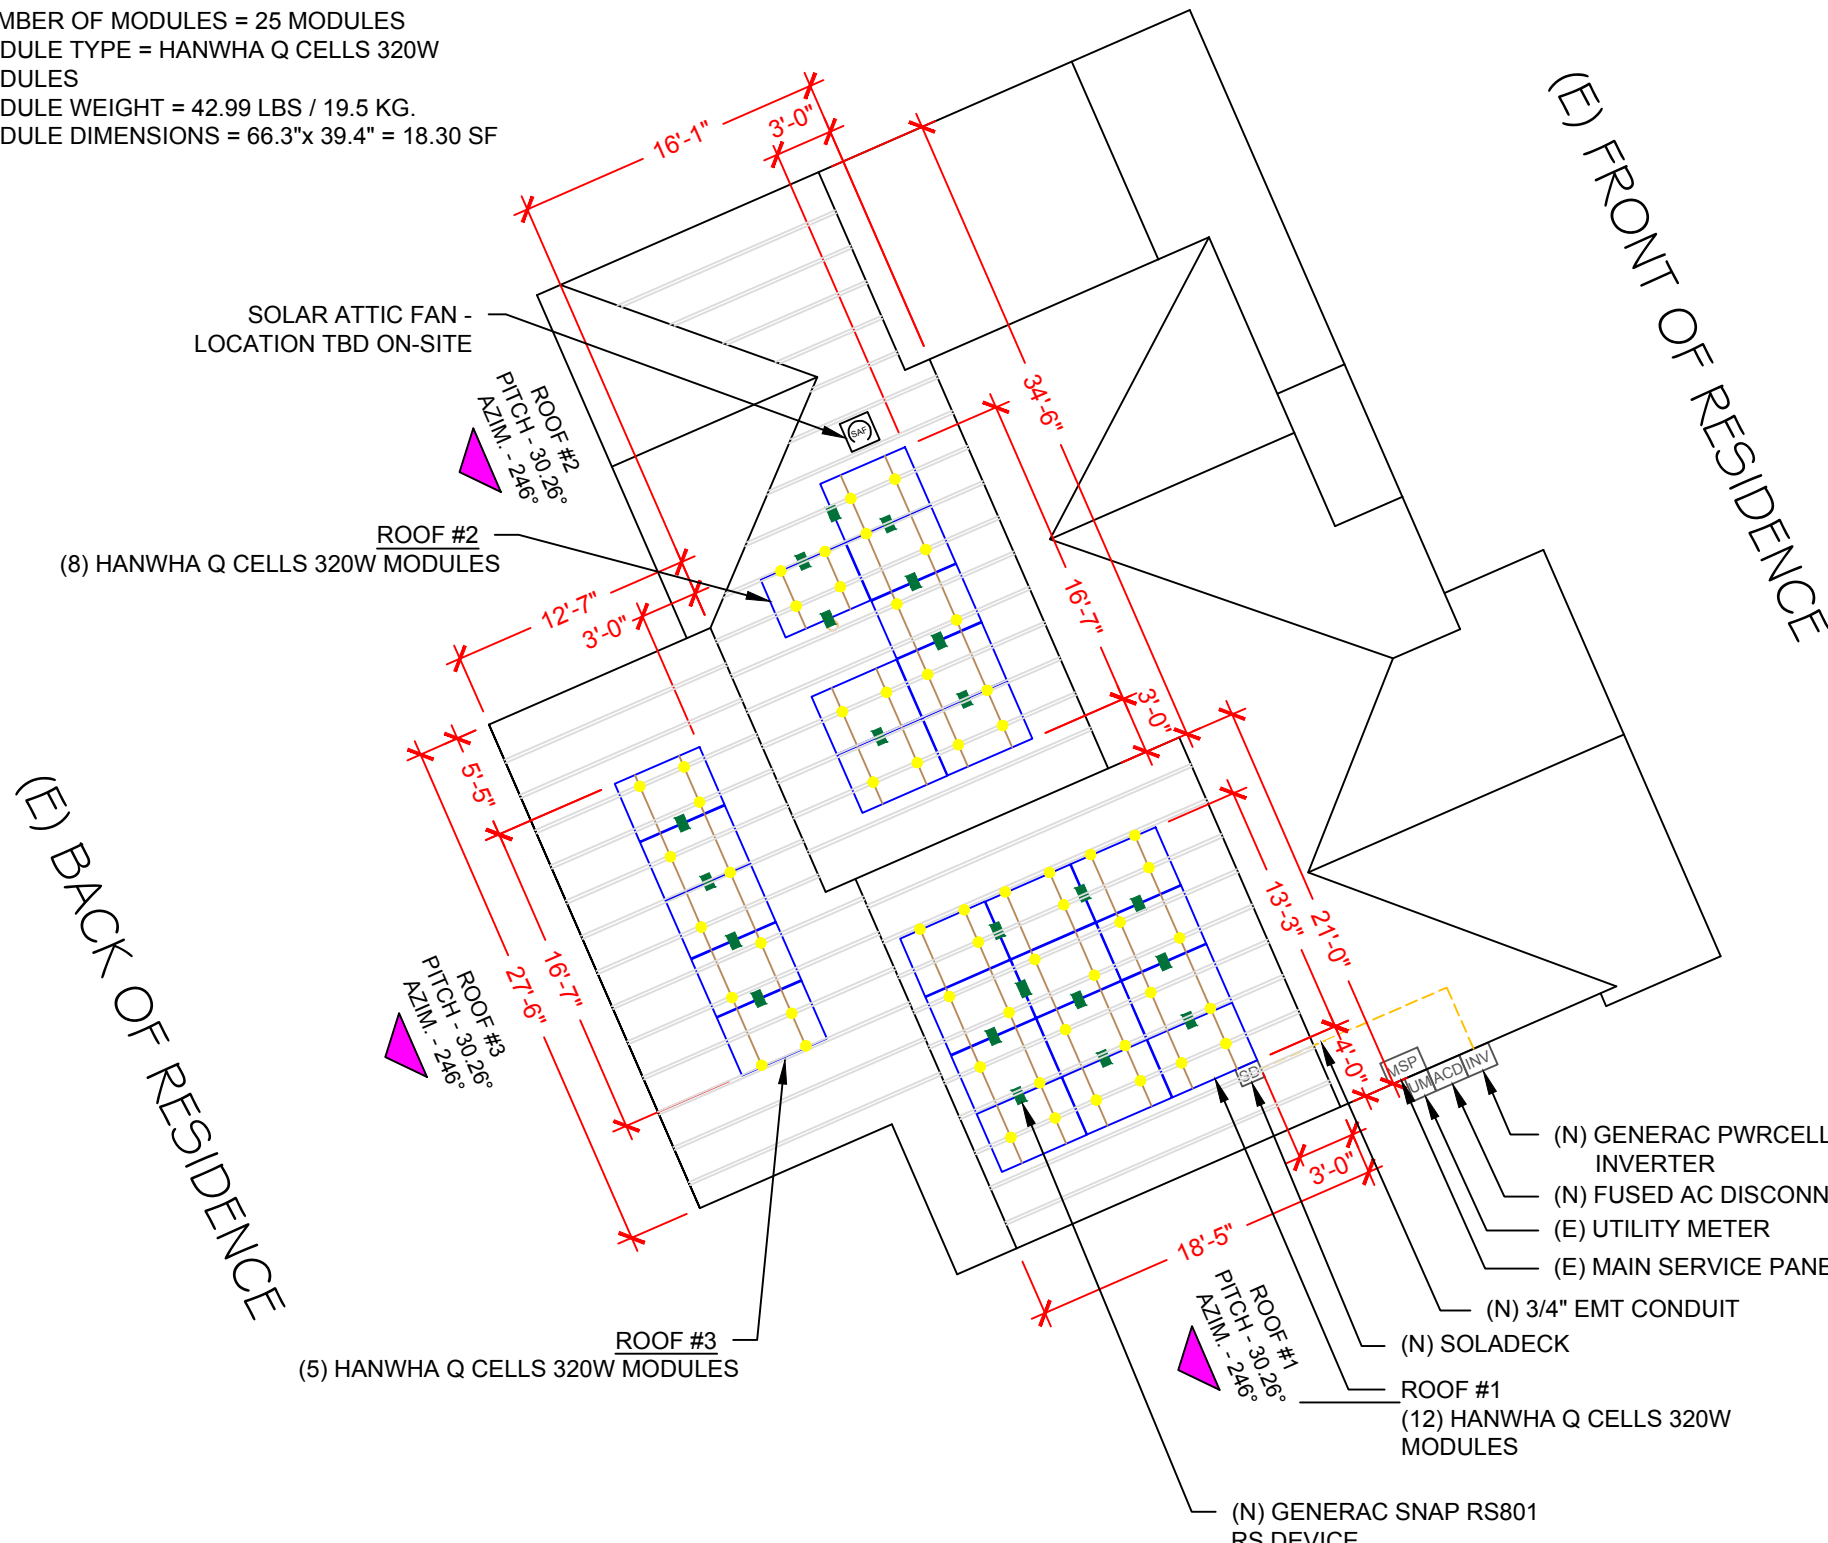 MBER OF MODULES = 25 MODULES
DULE TYPE = HANWHA Q CELLS 320W
DULES
DULE WEIGHT = 42.99 LBS / 19.5 KG.
DULE DIMENSIONS = 66.3"x 39.4" = 18.30 SF
16'-1"
3'-0"
(E) FRONT OF RESIDENCE
SOLAR ATTIC FAN -
LOCATION TBD ON-SITE
34'-6"
ROOF #2
PITCH - 30.26°
AZIM. - 246°
SAF
ROOF #2
(8) HANWHA Q CELLS 320W MODULES
12'-7"
3'-0"
16'-7"
3'-0"
5'-5"
(E) BACK OF RESIDENCE
13'-3"
21'-0"
16'-7"
27'-6"
ROOF #3
PITCH - 30.26°
AZIM. - 246°
4'-0"
SD
MSP
UM
ACD
INV
(N) GENERAC PWRCELL
INVERTER
3'-0"
(N) FUSED AC DISCONN
(E) UTILITY METER
18'-5"
(E) MAIN SERVICE PANE
(N) 3/4" EMT CONDUIT
ROOF #1
PITCH - 30.26°
AZIM. - 246°
(N) SOLADECK
ROOF #3
(5) HANWHA Q CELLS 320W MODULES
ROOF #1
(12) HANWHA Q CELLS 320W
MODULES
(N) GENERAC SNAP RS801
RS DEVICE